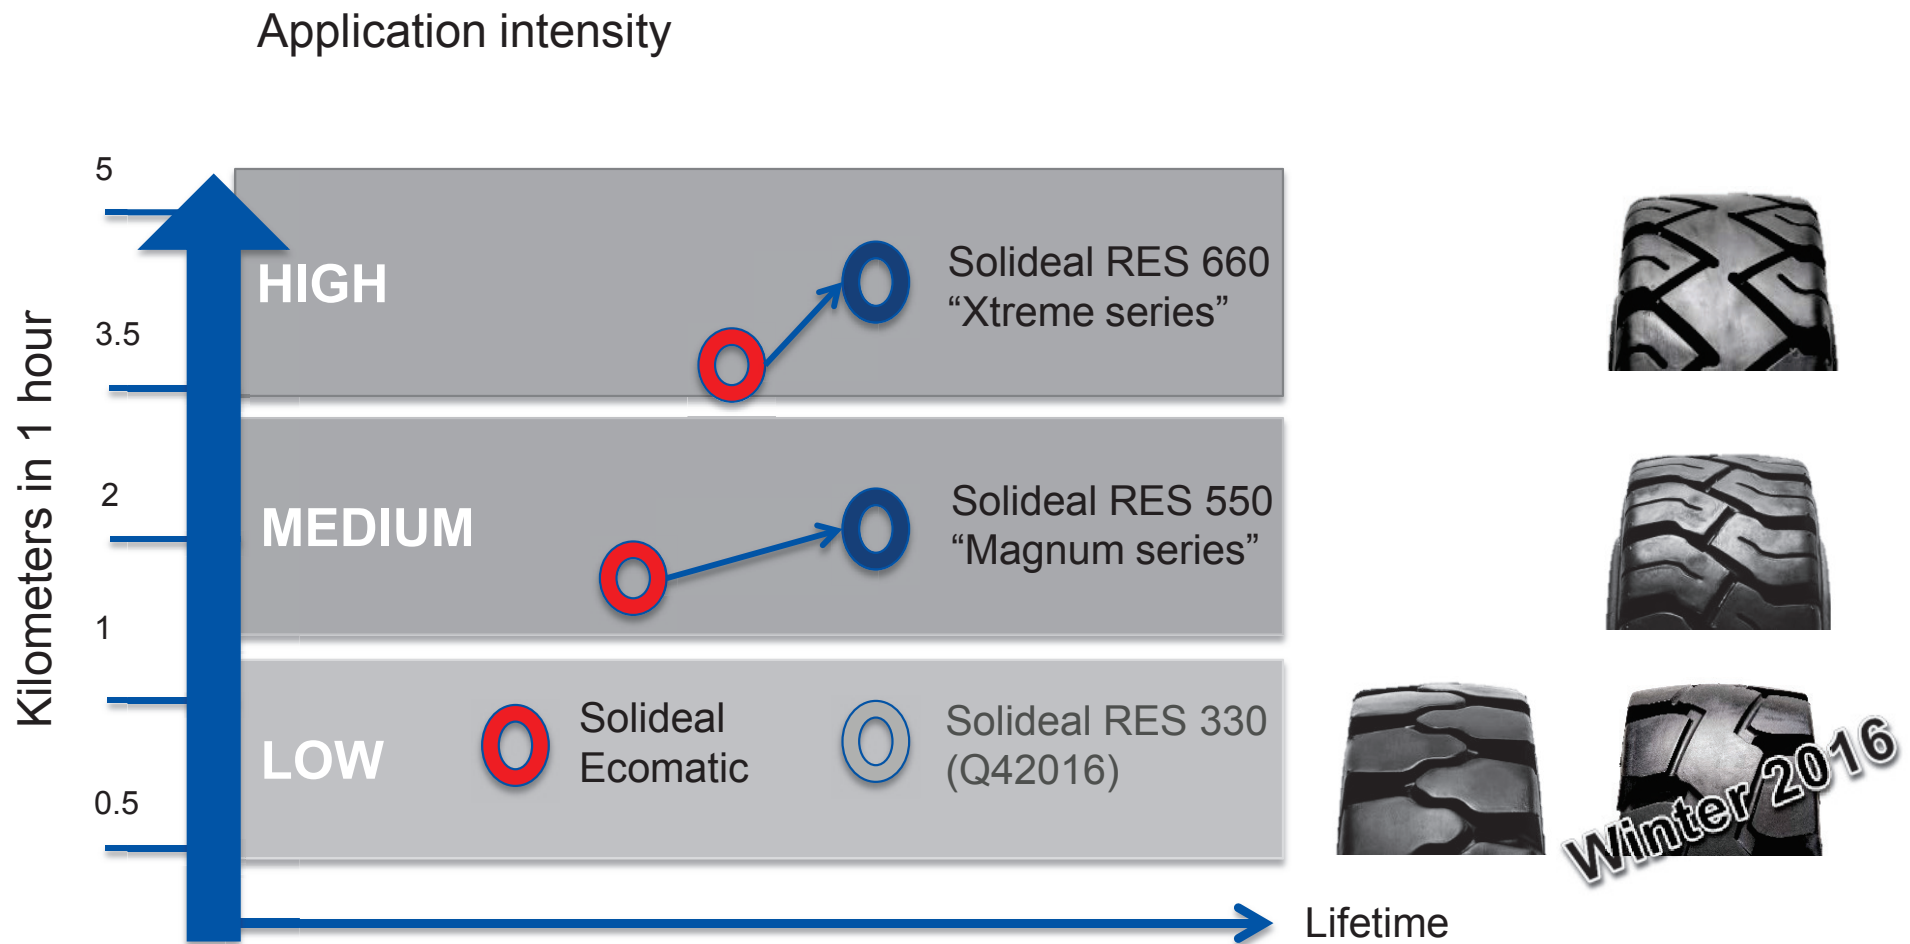 Application intensity
Kilometers in 1 hour
5
3.5
2
1
0.5
HIGH
Solideal RES 660
“Xtreme series”
MEDIUM
Solideal RES 550
“Magnum series”
LOW
Solideal
Ecomatic
Solideal RES 330
(Q42016)
Winter 2016
Lifetime